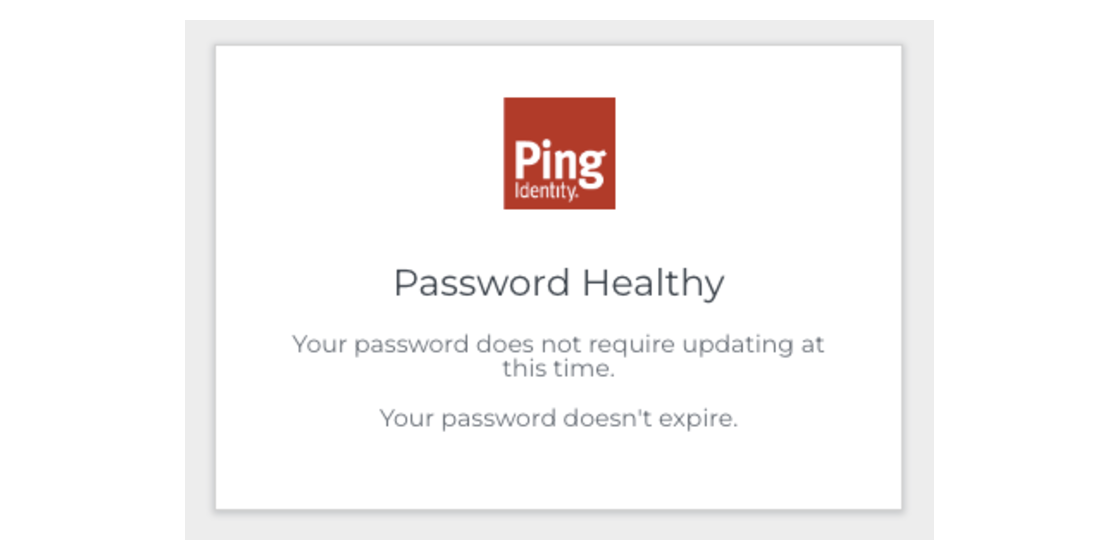 Ping
Identity.
Password Healthy
Your password does not require updating at
this time.
Your password doesn't expire.